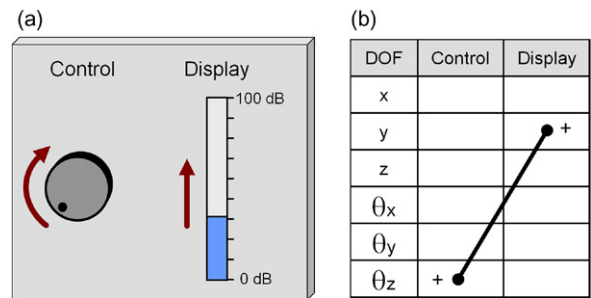 (a)
Control Display
100 dB
0 dB
(b)
DOF Control Display
x
y +
z
θx
θy
θz +